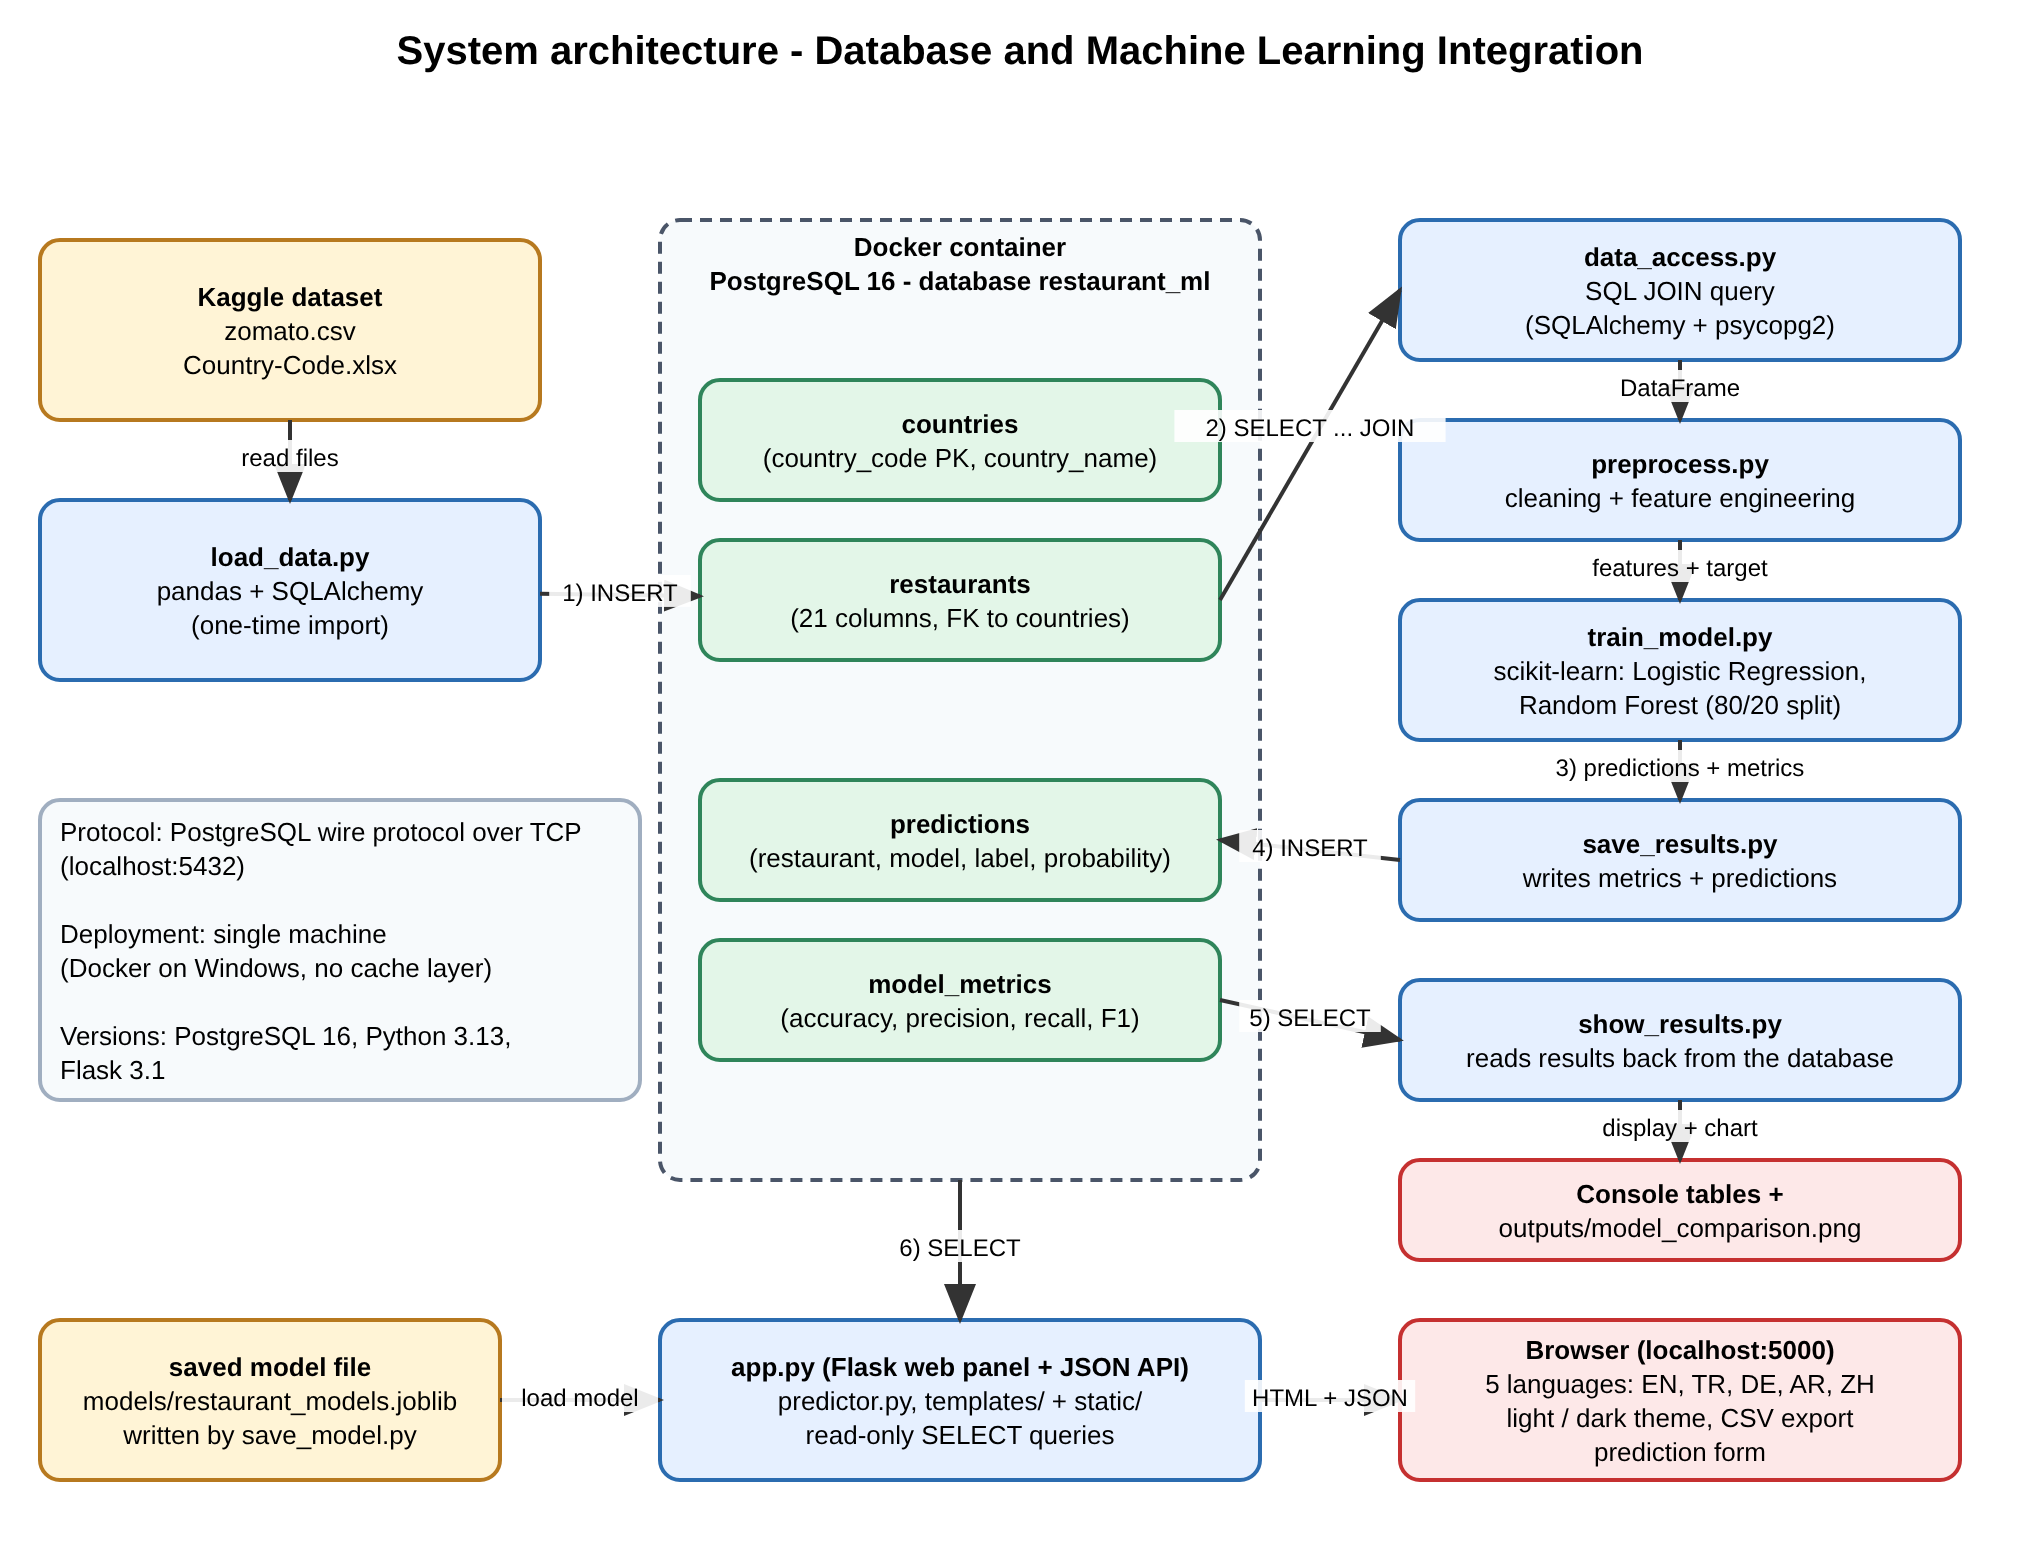 System architecture - Database and Machine Learning Integration
Kaggle dataset
zomato.csv
Country-Code.xlsx
read files
load_data.py
pandas + SQLAlchemy
(one-time import)
1) INSERT
Docker container
PostgreSQL 16 - database restaurant_ml
countries
(country_code PK, country_name)
restaurants
(21 columns, FK to countries)
predictions
(restaurant, model, label, probability)
model_metrics
(accuracy, precision, recall, F1)
2) SELECT ... JOIN
data_access.py
SQL JOIN query
(SQLAlchemy + psycopg2)
DataFrame
preprocess.py
cleaning + feature engineering
features + target
train_model.py
scikit-learn: Logistic Regression,
Random Forest (80/20 split)
3) predictions + metrics
save_results.py
writes metrics + predictions
4) INSERT
5) SELECT
show_results.py
reads results back from the database
display + chart
Console tables +
outputs/model_comparison.png
Protocol: PostgreSQL wire protocol over TCP
(localhost:5432)
Deployment: single machine
(Docker on Windows, no cache layer)
Versions: PostgreSQL 16, Python 3.13,
Flask 3.1
6) SELECT
saved model file
models/restaurant_models.joblib
written by save_model.py
load model
app.py (Flask web panel + JSON API)
predictor.py, templates/ + static/
read-only SELECT queries
HTML + JSON
Browser (localhost:5000)
5 languages: EN, TR, DE, AR, ZH
light / dark theme, CSV export
prediction form